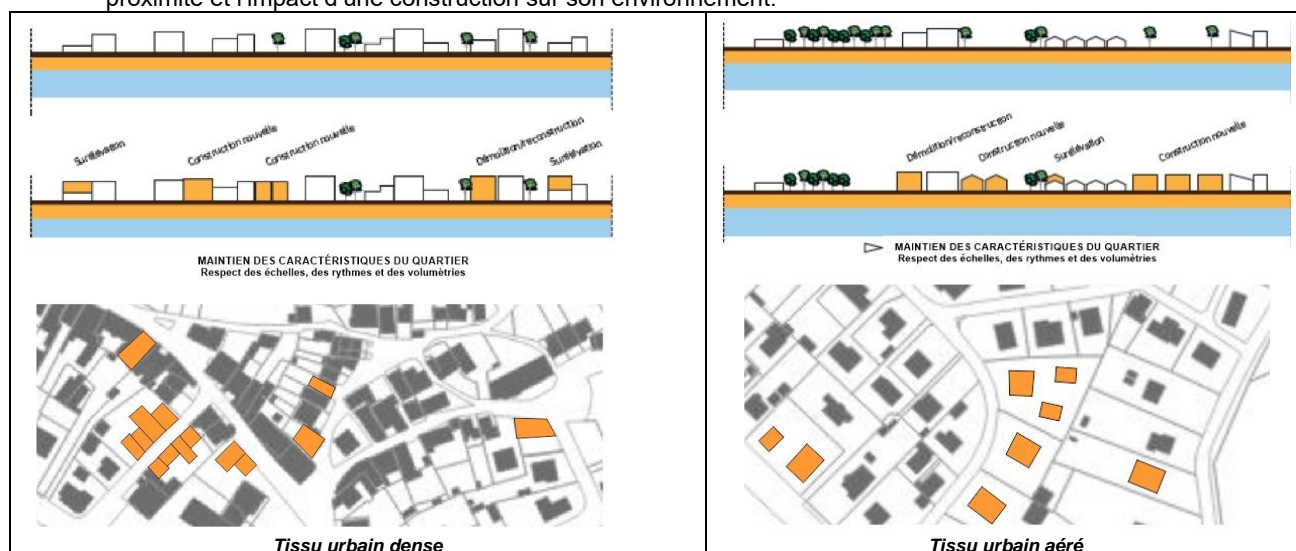 proximité et l'impact d'une construction sur son environnement.
Surélévation
Construction nouvelle
Construction nouvelle
Démolition/reconstruction
Surélévation
MAINTIEN DES CARACTÉRISTIQUES DU QUARTIER
Respect des échelles, des rythmes et des volumétries
Tissu urbain dense
Démolition/reconstruction
Construction nouvelle
Surélévation
Construction nouvelle
MAINTIEN DES CARACTÉRISTIQUES DU QUARTIER
Respect des échelles, des rythmes et des volumétries
Tissu urbain aéré